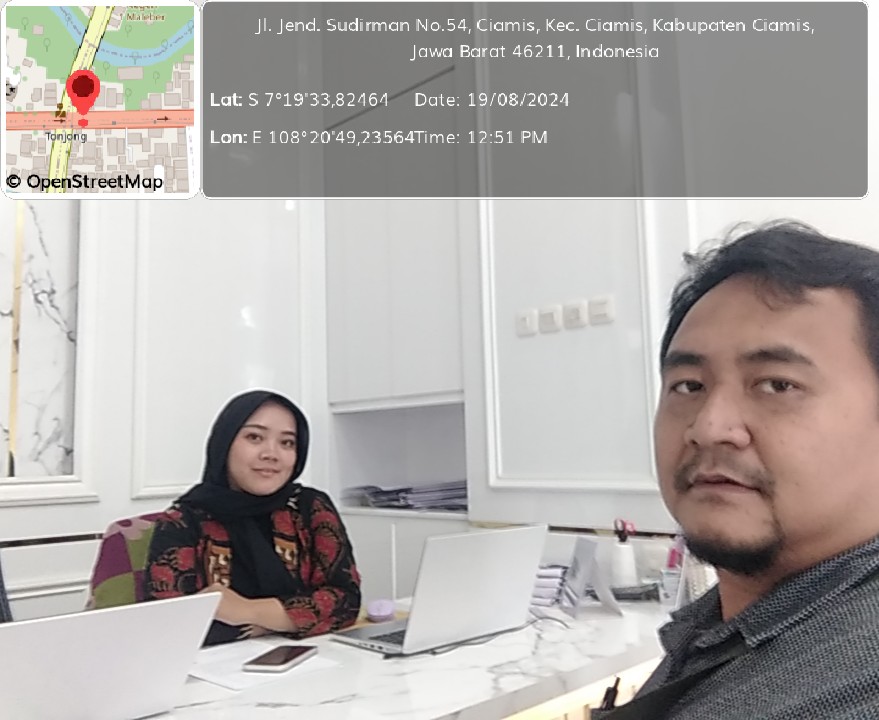 Maleber
Tonjong
© OpenStreetMap
Jl. Jend. Sudirman No.54, Ciamis, Kec. Ciamis, Kabupaten Ciamis,
Jawa Barat 46211, Indonesia
Lat: S 7°19'33,82464 Date: 19/08/2024
Lon: E 108°20'49,23564Time: 12:51 PM